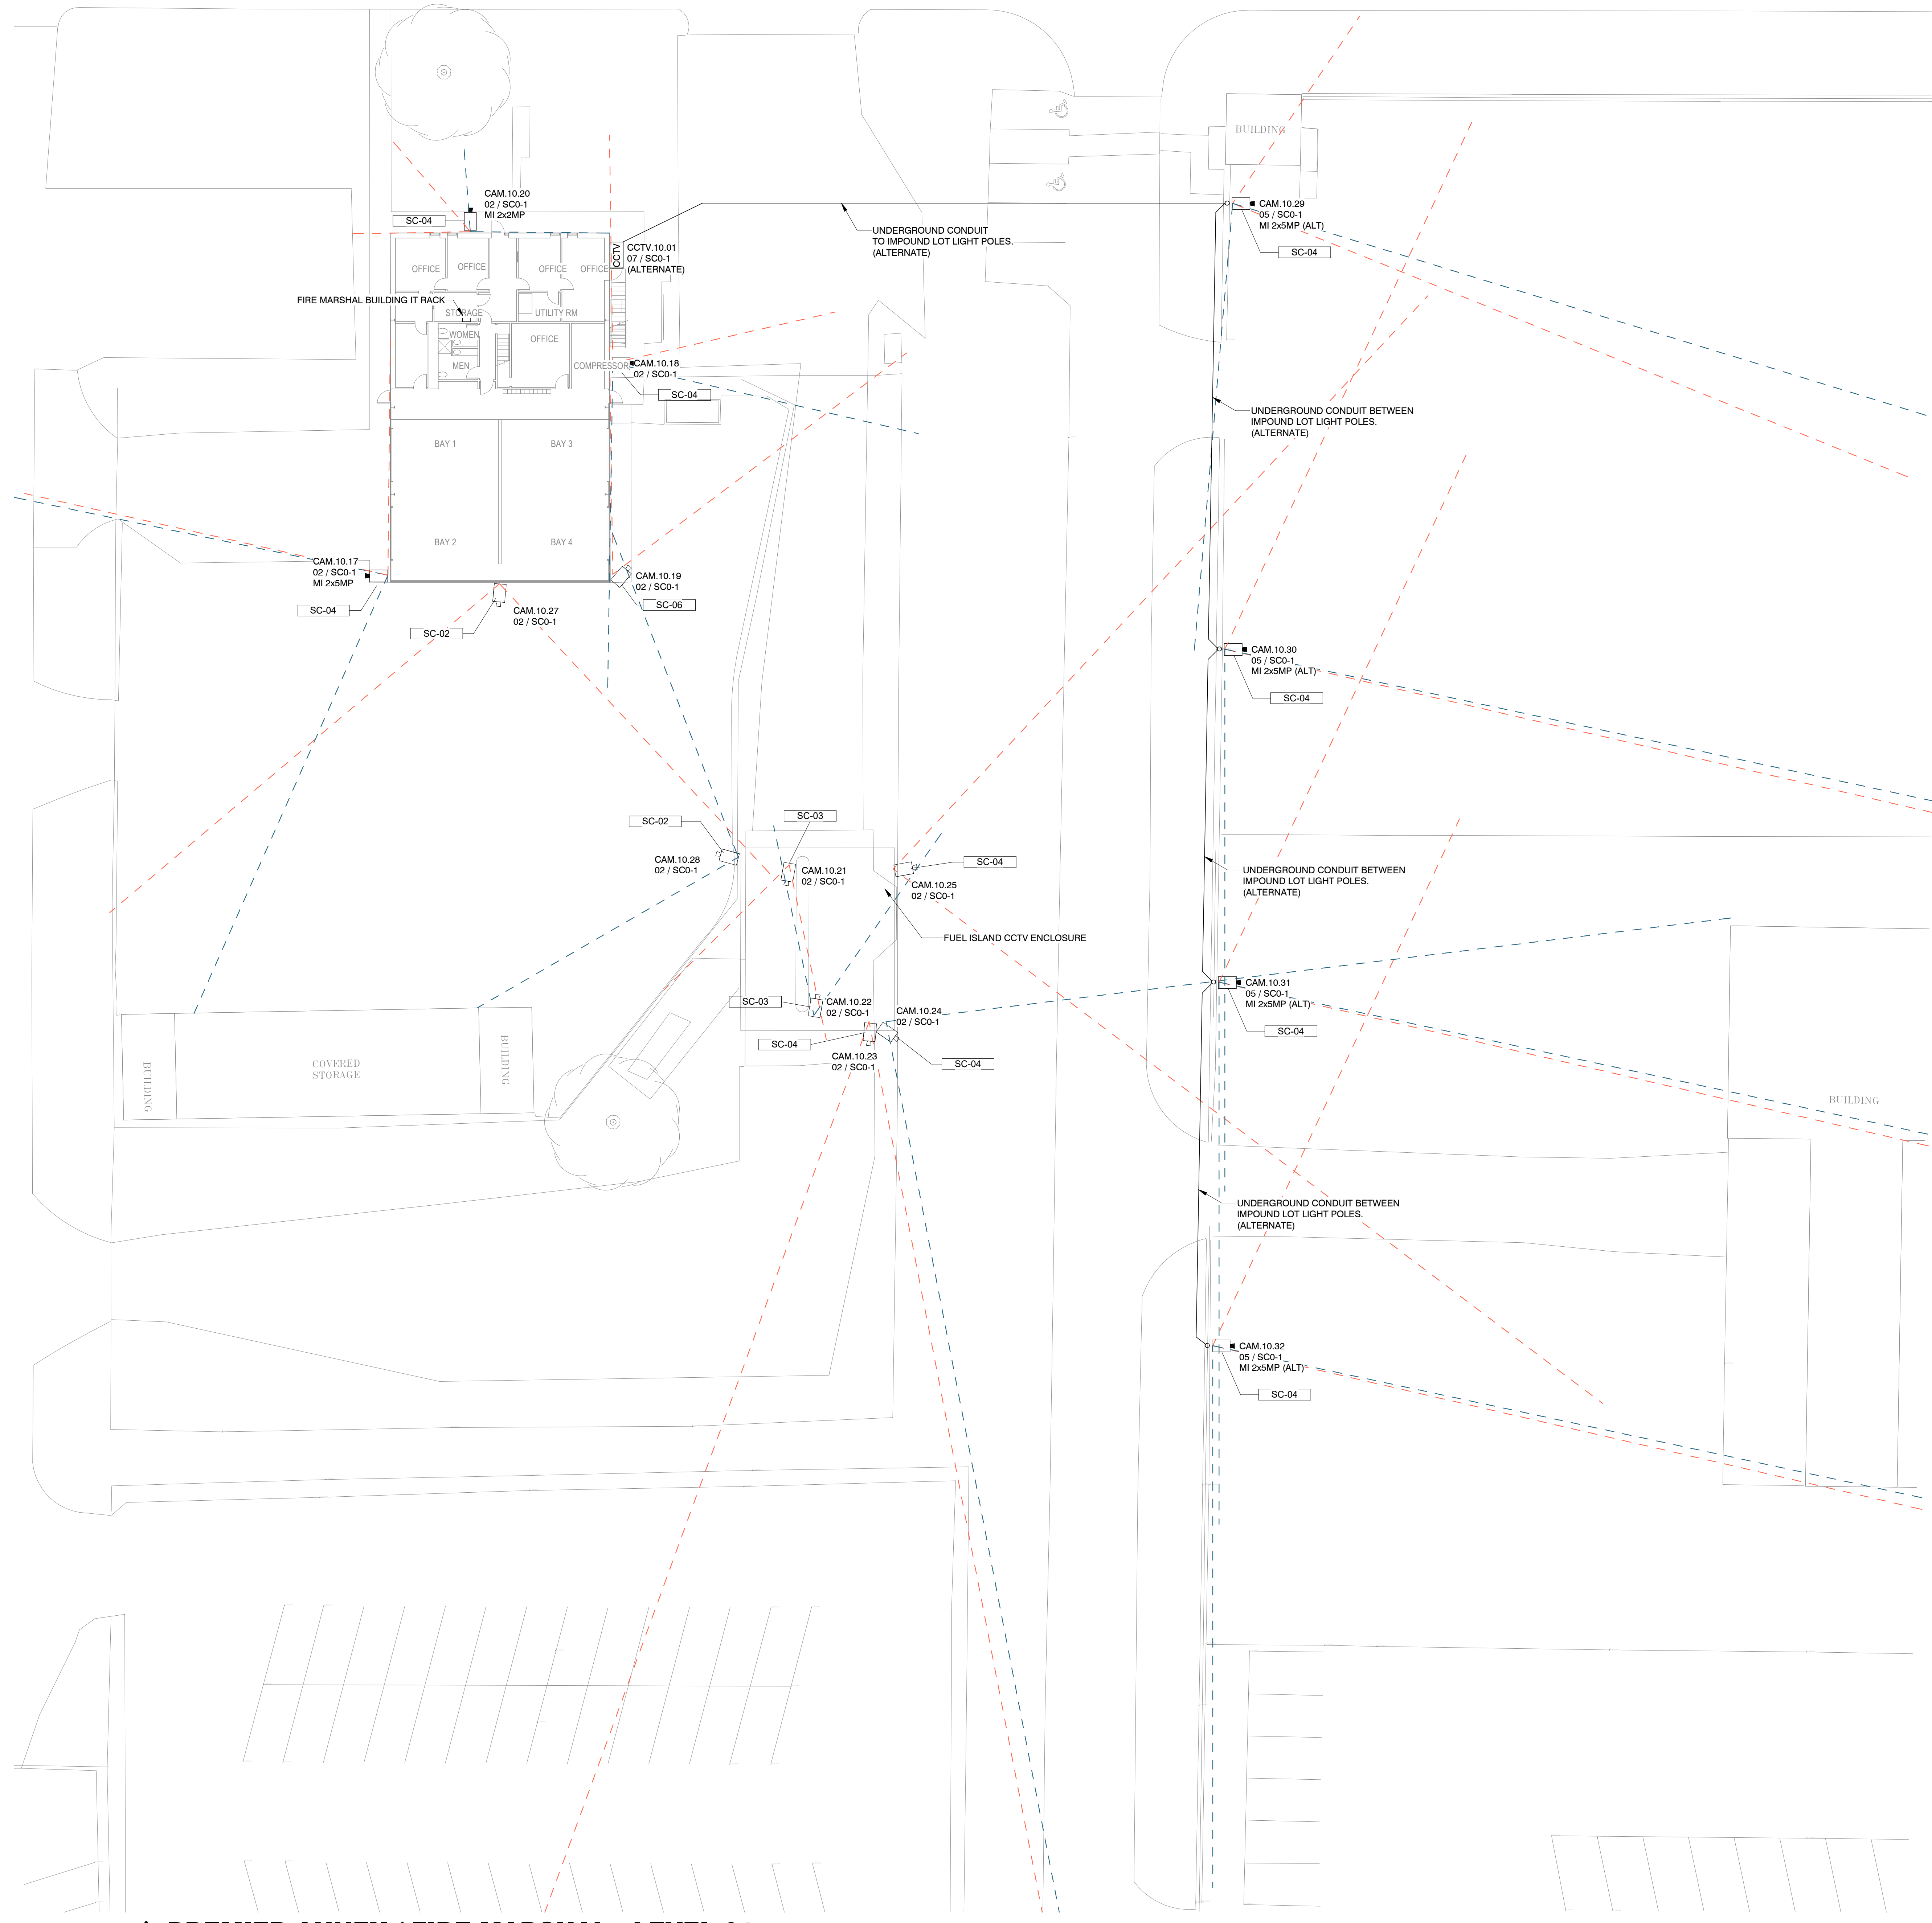 BUILDING
CAM.10.20
02 / SC0-1
MI 2x2MP
SC-04
CAM.10.29
05 / SC0-1
MI 2x5MP (ALT)
SC-04
UNDERGROUND CONDUIT
TO IMPOUND LOT LIGHT POLES.
(ALTERNATE)
CCTV
CCTV.10.01
07 / SC0-1
(ALTERNATE)
OFFICE
OFFICE
OFFICE
OFFICE
FIRE MARSHAL BUILDING IT RACK
STORAGE
UTILITY RM
WOMEN
OFFICE
MEN
COMPRESSOR
CAM.10.18
02 / SC0-1
SC-04
UNDERGROUND CONDUIT BETWEEN
IMPOUND LOT LIGHT POLES.
(ALTERNATE)
BAY 1
BAY 3
BAY 2
BAY 4
CAM.10.17
02 / SC0-1
MI 2x5MP
SC-04
CAM.10.19
02 / SC0-1
SC-06
CAM.10.27
02 / SC0-1
SC-02
CAM.10.30
05 / SC0-1
MI 2x5MP (ALT)
SC-04
SC-02
SC-03
CAM.10.28
02 / SC0-1
CAM.10.21
02 / SC0-1
SC-04
CAM.10.25
02 / SC0-1
UNDERGROUND CONDUIT BETWEEN
IMPOUND LOT LIGHT POLES.
(ALTERNATE)
FUEL ISLAND CCTV ENCLOSURE
SC-03
CAM.10.22
02 / SC0-1
CAM.10.24
02 / SC0-1
SC-04
CAM.10.23
02 / SC0-1
SC-04
CAM.10.31
05 / SC0-1
MI 2x5MP (ALT)
SC-04
BUILDING
COVERED
STORAGE
BUILDING
BUILDING
UNDERGROUND CONDUIT BETWEEN
IMPOUND LOT LIGHT POLES.
(ALTERNATE)
CAM.10.32
05 / SC0-1
MI 2x5MP (ALT)
SC-04